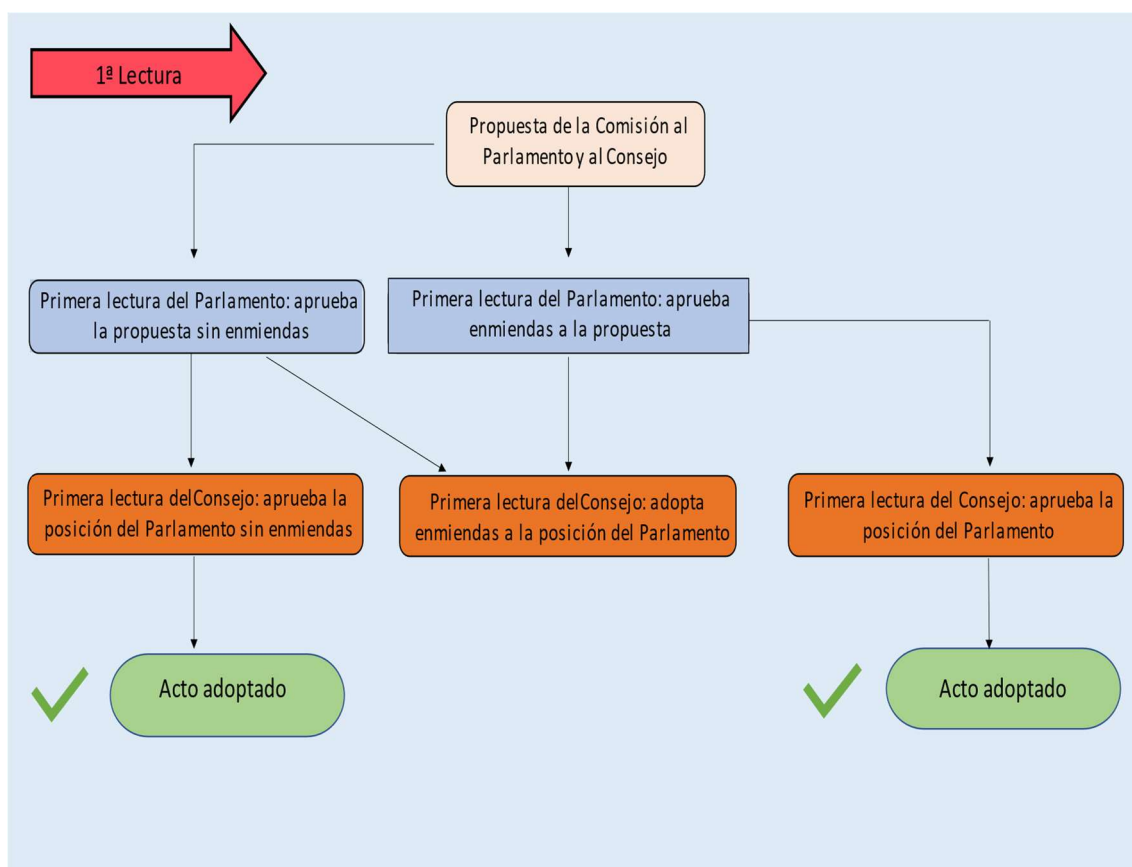 1ª Lectura
Propuesta de la Comisión al
Parlamento y al Consejo
Primera lectura del Parlamento: aprueba
la propuesta sin enmiendas
Primera lectura del Parlamento: aprueba
enmiendas a la propuesta
Primera lectura delConsejo: aprueba la
posición del Parlamento sin enmiendas
Primera lectura delConsejo: adopta
enmiendas a la posición del Parlamento
Primera lectura del Consejo: aprueba la
posición del Parlamento
Acto adoptado
Acto adoptado